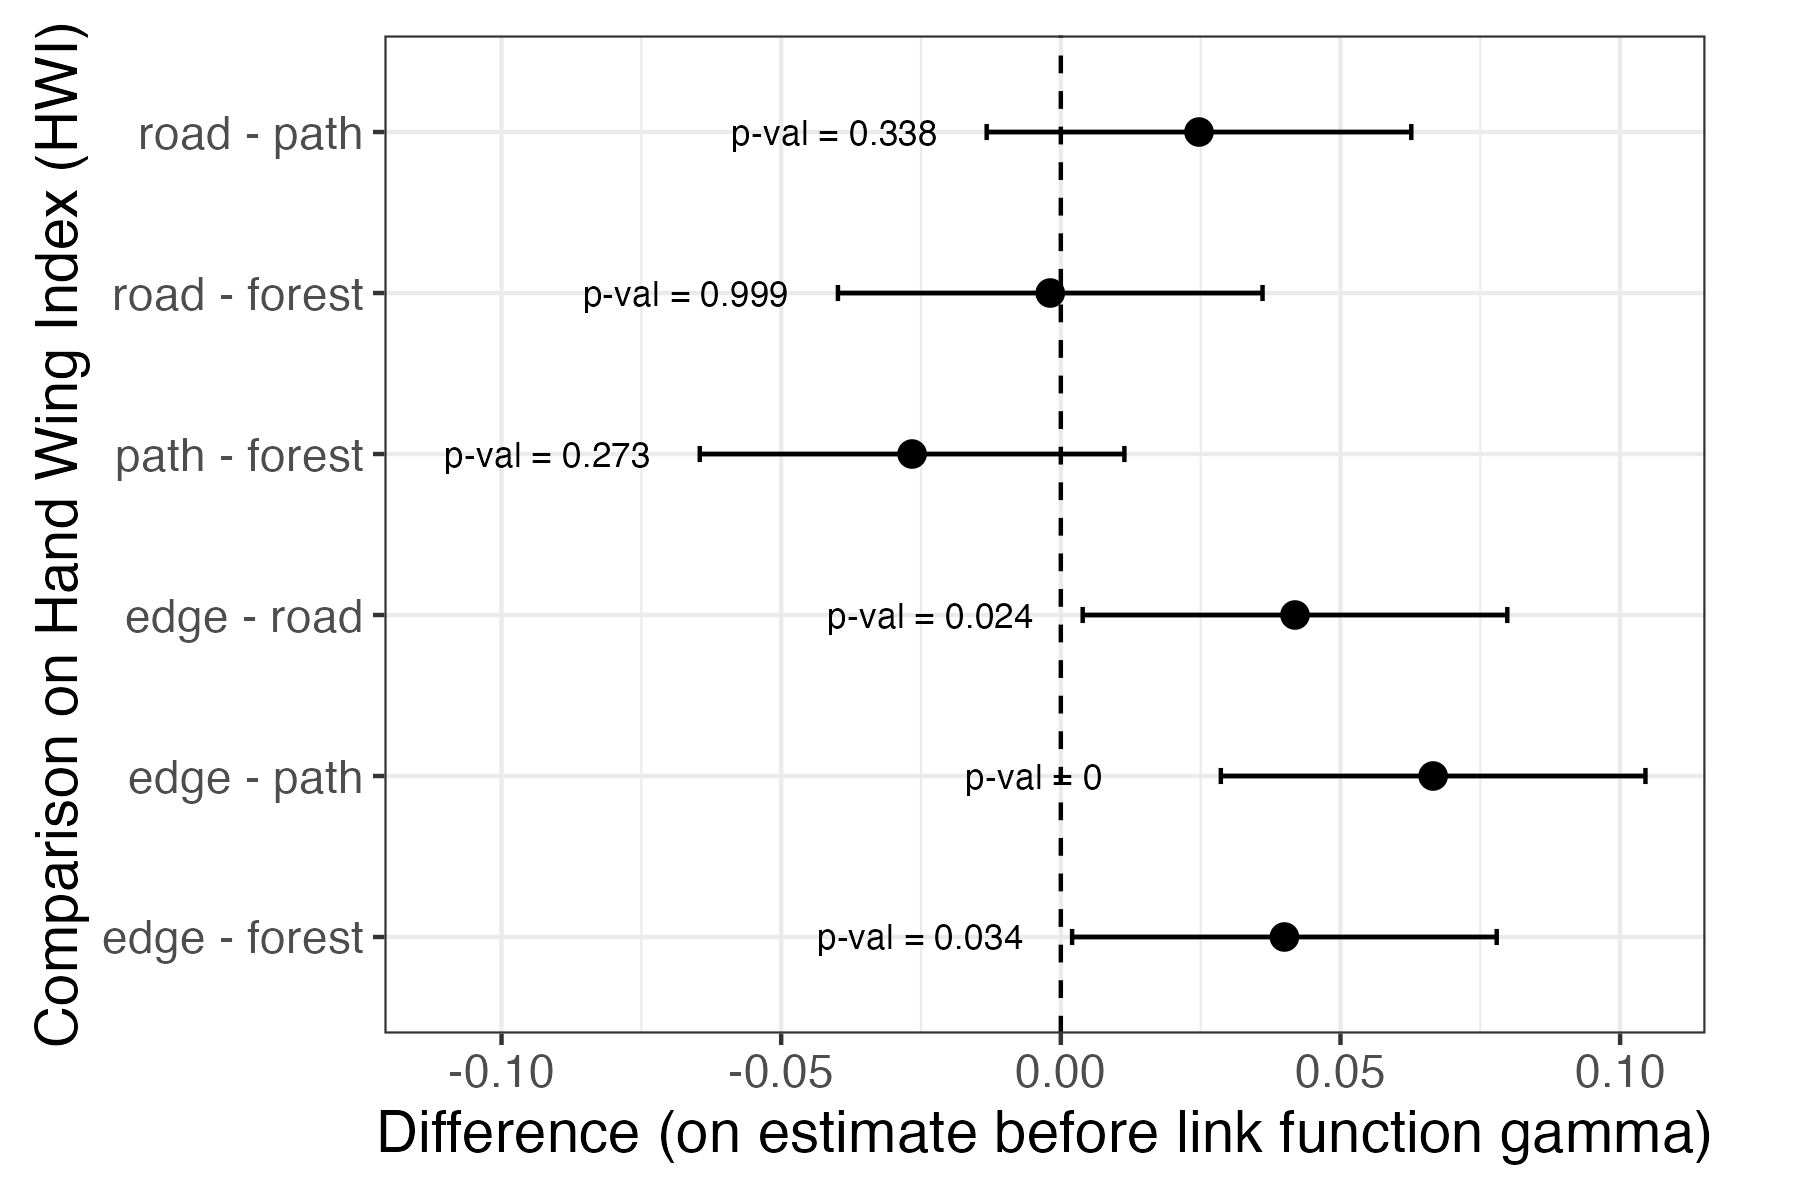 Comparison on Hand Wing Index (HWI)
road - path
p-val = 0.338
road - forest
p-val = 0.999
path - forest
p-val = 0.273
edge - road
p-val = 0.024
edge - path
p-val = 0
edge - forest
p-val = 0.034
-0.10 -0.05 0.00 0.05 0.10
Difference (on estimate before link function gamma)